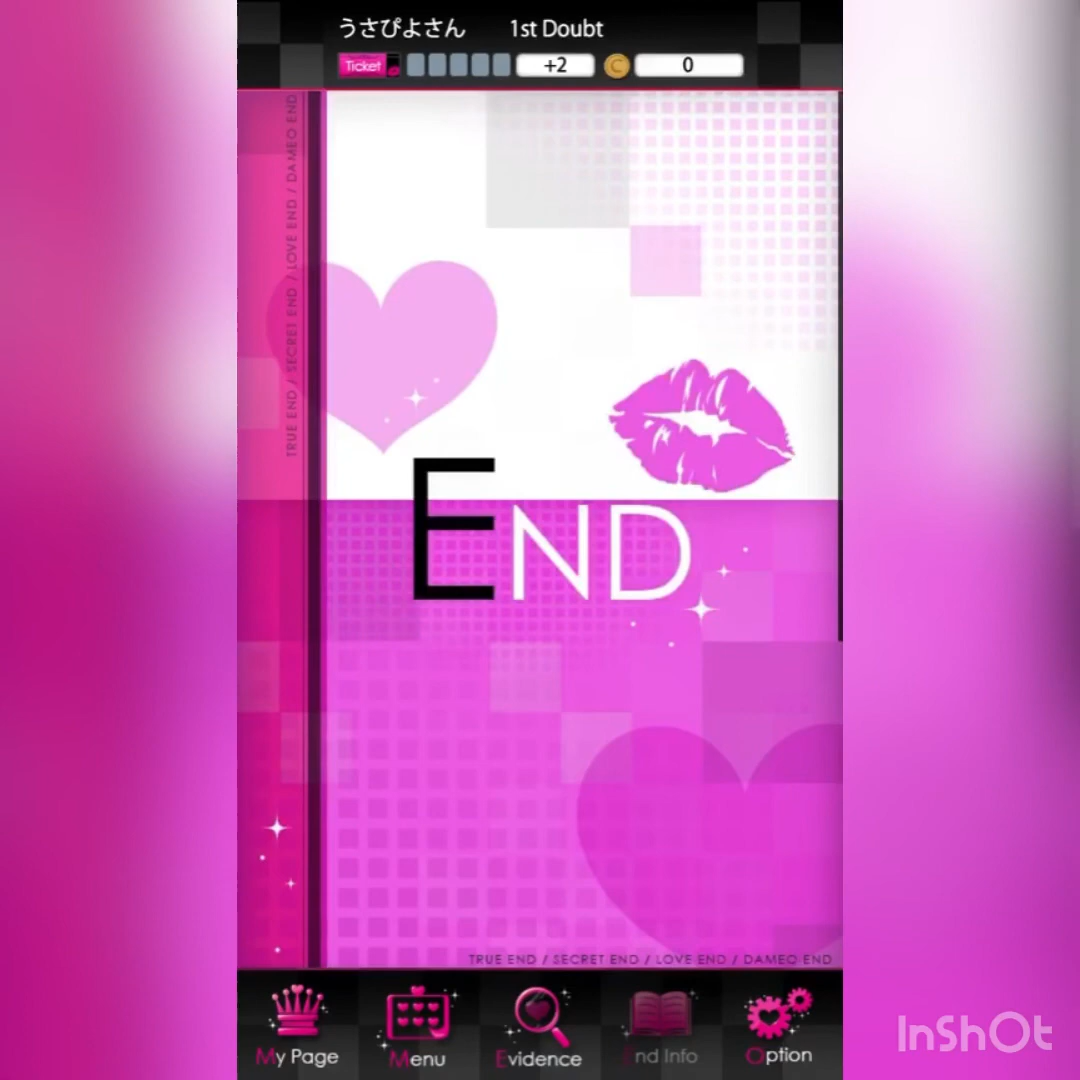 うさぴよさん 1st Doubt
Ticket +2 C 0
TRUE END / SECRET END / LOVE END / DAMEO END
END
TRUE END / SECRET END / LOVE END / DAMEO END
My Page Menu Evidence End Info Option
InShOt